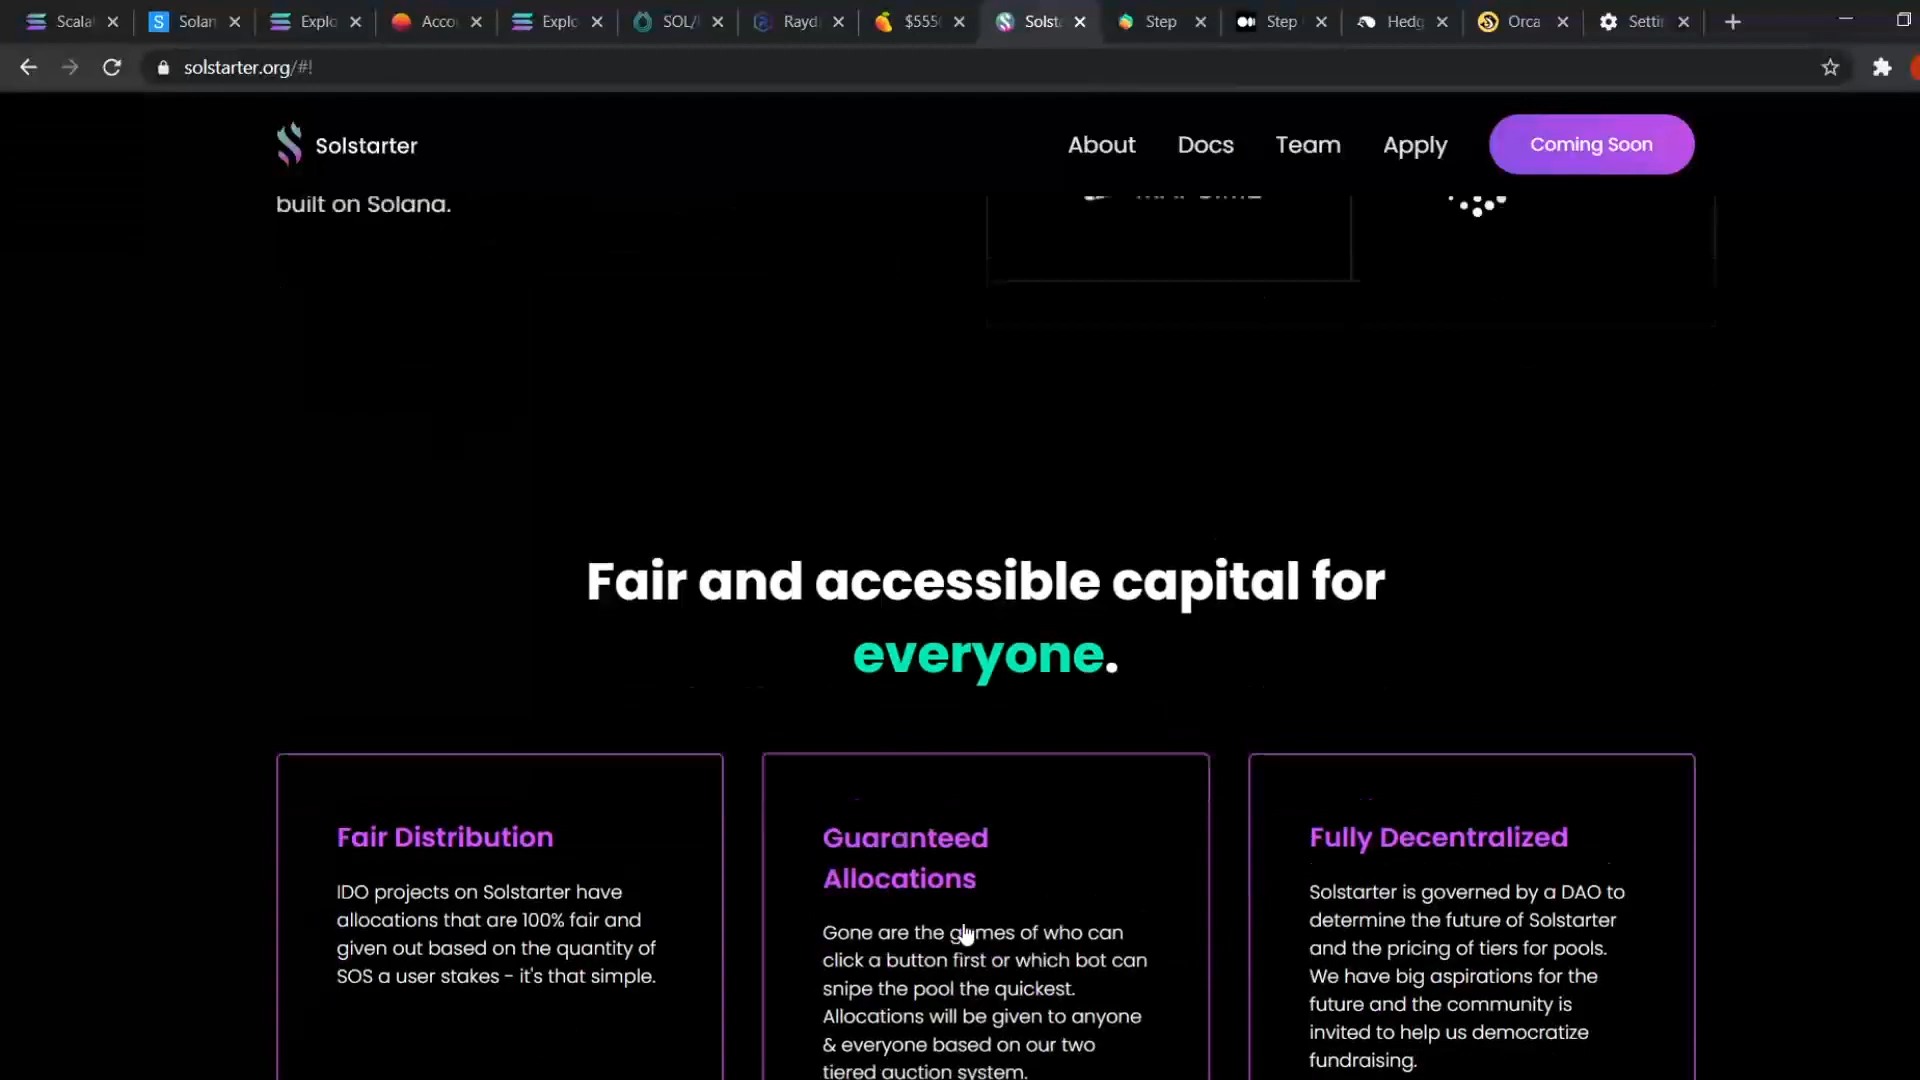 Scalal
Solan
Explo
Acco
Explo
SOL/
Rayd
$555
Solsta
Step
Step
Hedg
Orca
Settin
solstarter.org/#!
Solstarter
About
Docs
Team
Apply
Coming Soon
built on Solana.
Fair and accessible capital for
everyone.
Fair Distribution
IDO projects on Solstarter have
allocations that are 100% fair and
given out based on the quantity of
SOS a user stakes - it's that simple.
Guaranteed
Allocations
Gone are the games of who can
click a button first or which bot can
snipe the pool the quickest.
Allocations will be given to anyone
& everyone based on our two
tiered auction system.
Fully Decentralized
Solstarter is governed by a DAO to
determine the future of Solstarter
and the pricing of tiers for pools.
We have big aspirations for the
future and the community is
invited to help us democratize
fundraising.